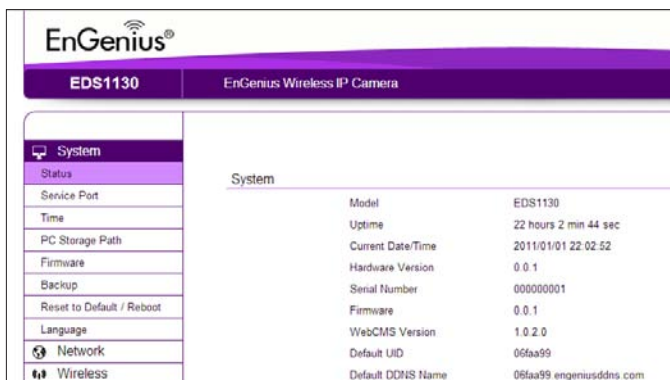 EnGenius®
EDS1130 EnGenius Wireless IP Camera
System
Status
Service Port
Time
PC Storage Path
Firmware
Backup
Reset to Default / Reboot
Language
Network
Wireless
System
Model EDS1130
Uptime 22 hours 2 min 44 sec
Current Date/Time 2011/01/01 22:02:52
Hardware Version 0.0.1
Serial Number 000000001
Firmware 0.0.1
WebCMS Version 1.0.2.0
Default UID 06faa99
Default DDNS Name 06faa99.engeniusddns.com